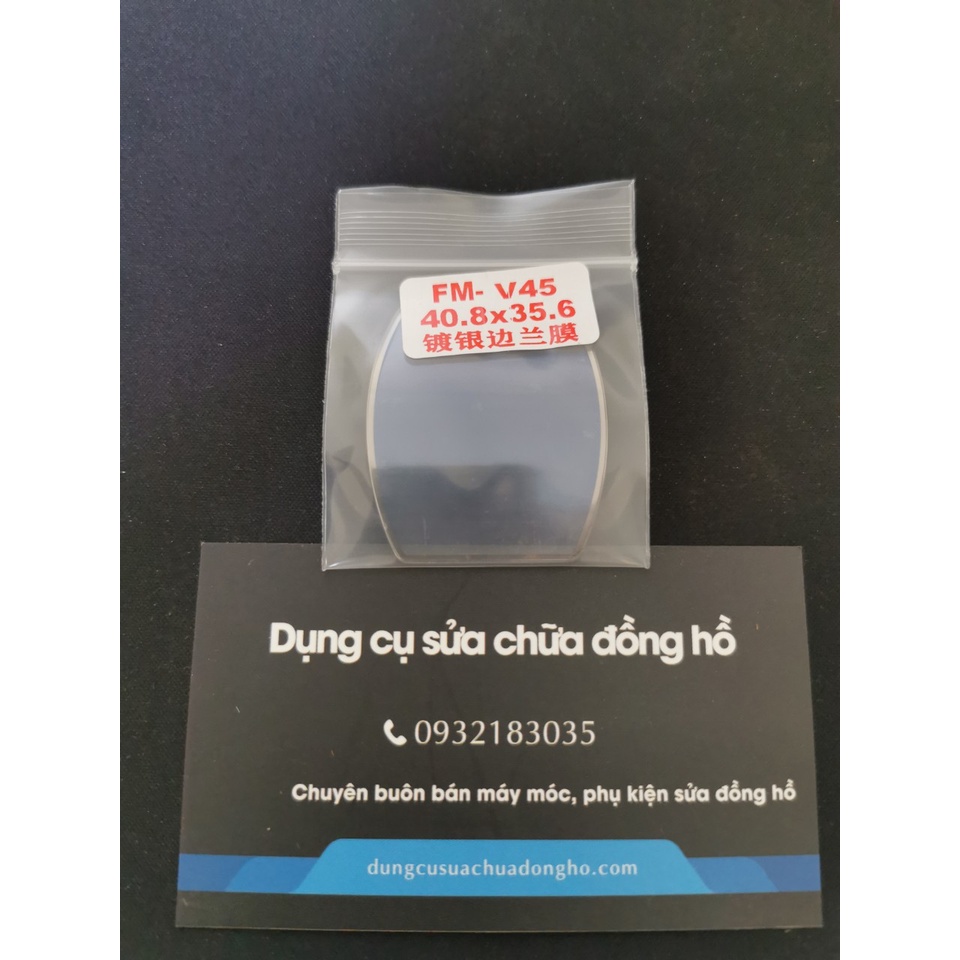 FM- V45
40.8x35.6
镀银边兰膜
Dụng cụ sửa chữa đồng hồ
0932183035
Chuyên buôn bán máy móc, phụ kiện sửa đồng hồ
dungcusuachuadongho.com